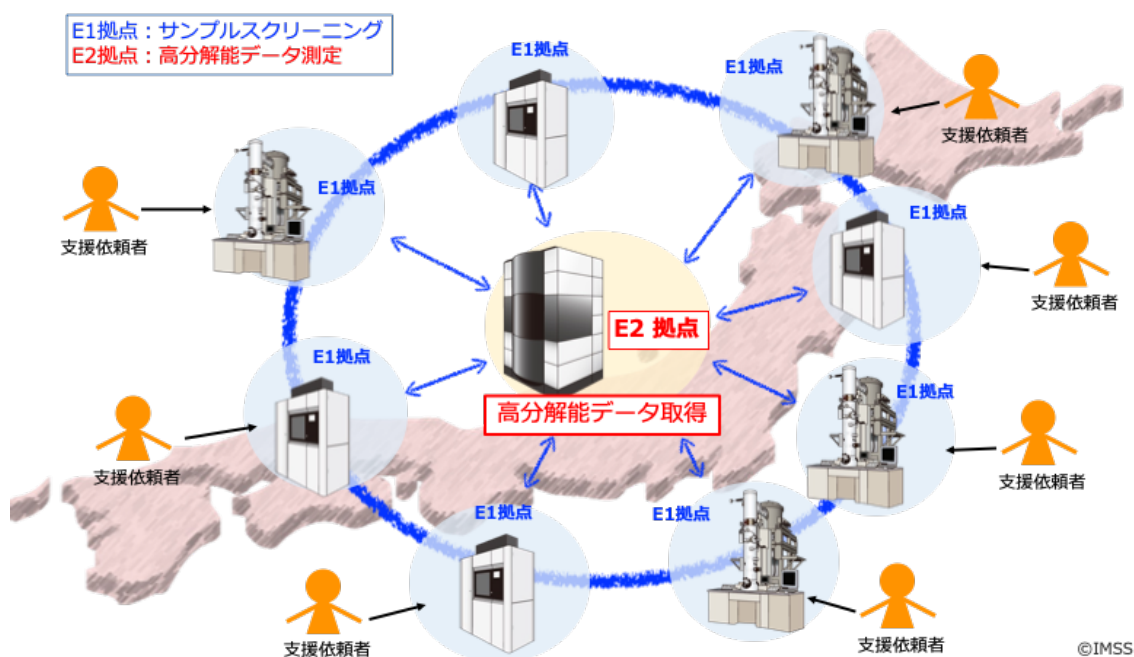 E1拠点：サンプルスクリーニング
E2拠点：高分解能データ測定
E1拠点
E1拠点
支援依頼者
E1拠点
支援依頼者
E1拠点
支援依頼者
E2 拠点
E1拠点
高分解能データ取得
E1拠点
支援依頼者
支援依頼者
E1拠点
E1拠点
支援依頼者
支援依頼者
©IMSS